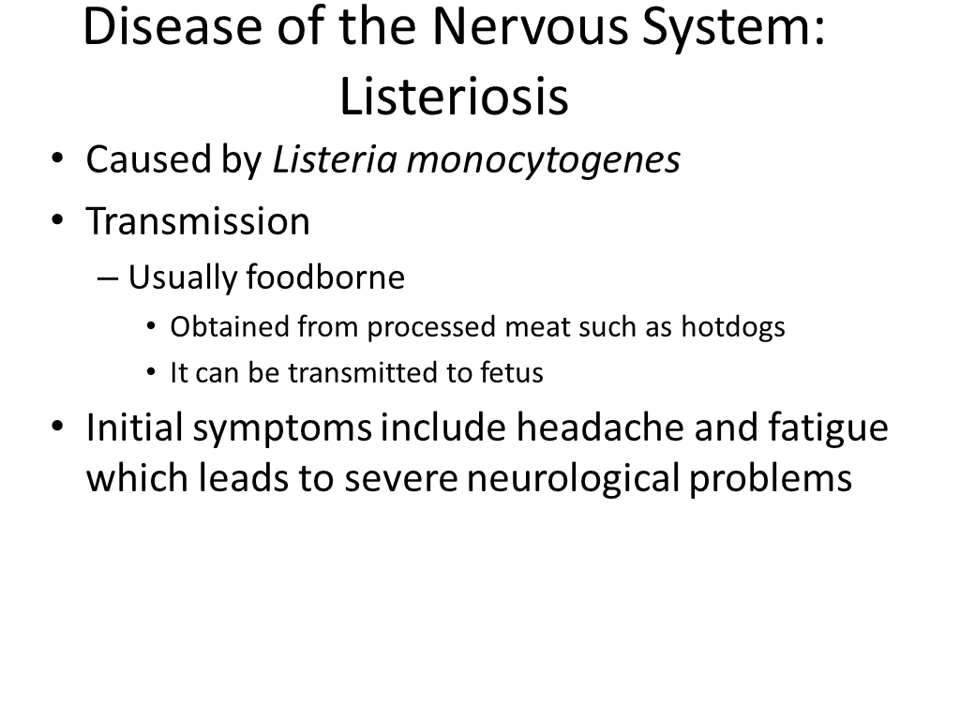 Disease of the Nervous System:
Listeriosis
• Caused by Listeria monocytogenes
• Transmission
– Usually foodborne
• Obtained from processed meat such as hotdogs
• It can be transmitted to fetus
• Initial symptoms include headache and fatigue
which leads to severe neurological problems